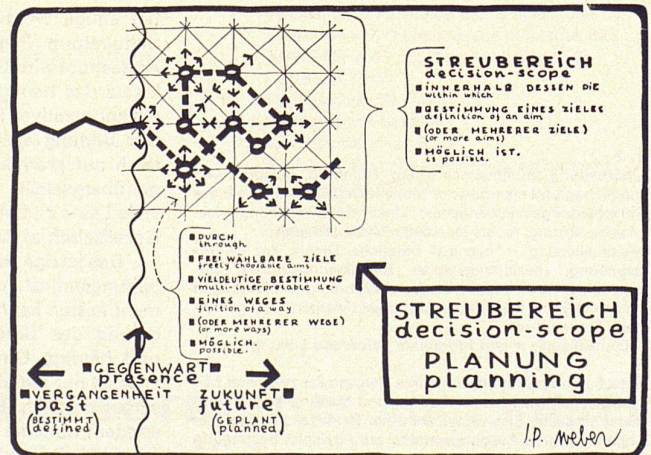 STREUBEREICH
decision-scope
INNERHALB DESSEN DIE
within which
BESTIMMUNG EINES ZIELES
definition of an aim
(ODER MEHRERER ZIELE)
(or more aims)
MÖGLICH IST.
is possible.
DURCH
through
FREI WÄHLBARE ZIELE
freely choosable aims
VIELDEUTIGE BESTIM
multi-interpretable de-
EINES WEGES
finition of a way
(ODER MEHRERER WEGE)
(or more ways)
MÖGLICH.
possible.
STREUBEREICH
decision-scope
PLANUNG
planning
GEGENWART
presence
VERGANGENHEIT
past
(BESTIMMT)
defined)
ZUKUNFT
future
(GEPLANT)
planned)
J.P. Weber